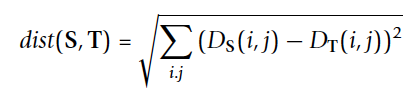 dist(S, T) = √∑ (D_S(i, j) − D_T(i, j))²
i.j